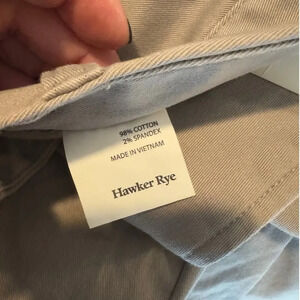 98% COTTON
2% SPANDEX
MADE IN VIETNAM
Hawker Rye